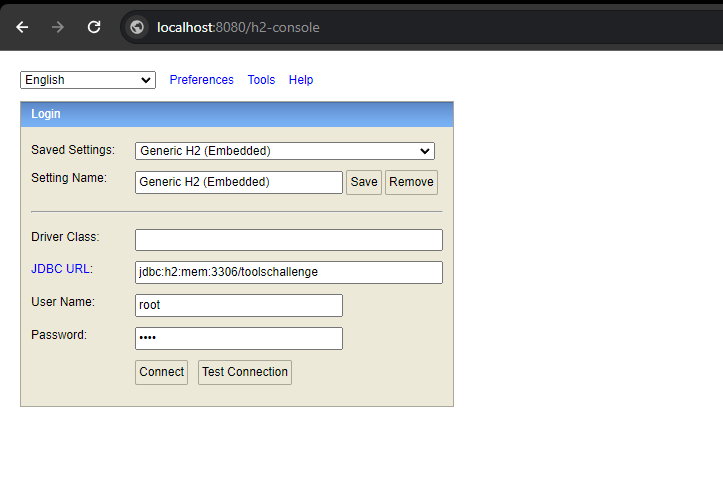 localhost:8080/h2-console
English Preferences Tools Help
Login
Saved Settings: Generic H2 (Embedded)
Setting Name: Generic H2 (Embedded) Save Remove
Driver Class:
JDBC URL: jdbc:h2:mem:3306/toolschallenge
User Name: root
Password: ••••
Connect Test Connection